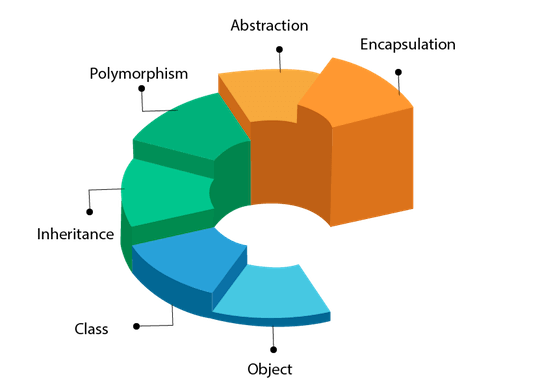 Abstraction
Encapsulation
Polymorphism
Inheritance
Class
Object